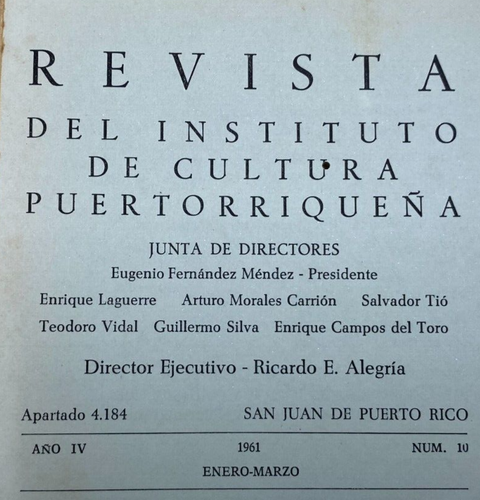 REVISTA
DEL INSTITUTO
DE CULTURA
PUERTORRIQUEÑA
JUNTA DE DIRECTORES
Eugenio Fernández Méndez - Presidente
Enrique Laguerre Arturo Morales Carrión Salvador Tió
Teodoro Vidal Guillermo Silva Enrique Campos del Toro
Director Ejecutivo - Ricardo E. Alegría
Apartado 4.184 SAN JUAN DE PUERTO RICO
AÑO IV 1961 NUM. 10
ENERO-MARZO